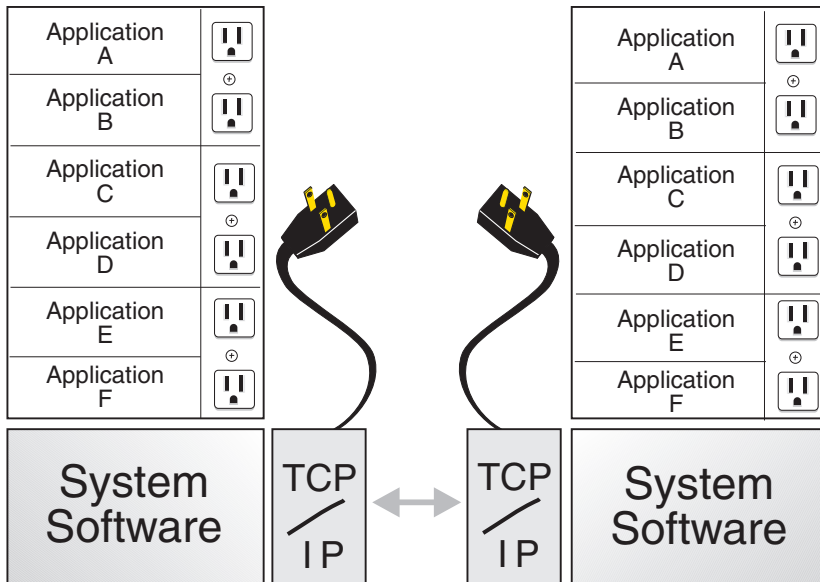 Application
A
Application
B
Application
C
Application
D
Application
E
Application
F
System
Software
TCP
/
IP
TCP
/
IP
Application
A
Application
B
Application
C
Application
D
Application
E
Application
F
System
Software